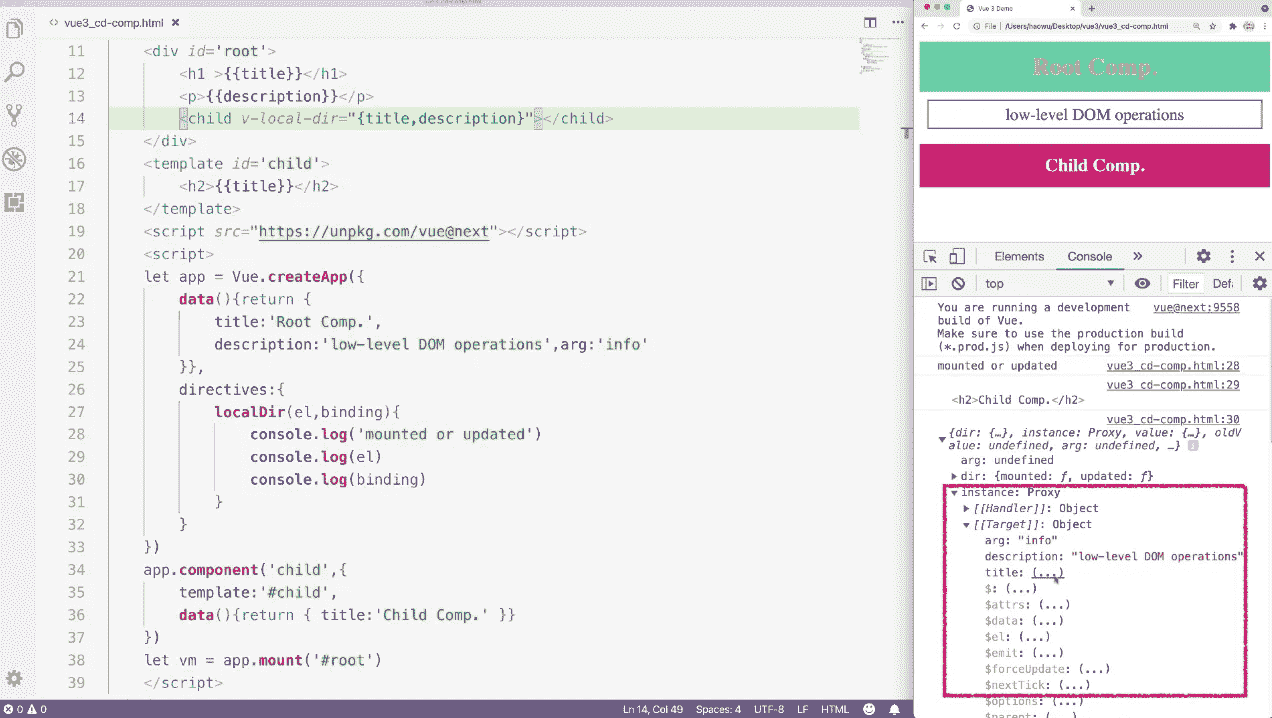 vue3_cd-comp.html
11 <div id='root'>
12 <h1 >{{title}}</h1>
13 <p>{{description}}</p>
14 <child v-local-dir="{title,description}"></child>
15 </div>
16 <template id='child'>
17 <h2>{{title}}</h2>
18 </template>
19 <script src="https://unpkg.com/vue@next"></script>
20 <script>
21 let app = Vue.createApp({
22 data(){return {
23 title:'Root Comp.',
24 description:'low-level DOM operations',arg:'info'
25 }},
26 directives:{
27 localDir(el,binding){
28 console.log('mounted or updated')
29 console.log(el)
30 console.log(binding)
31 }
32 }
33 })
34 app.component('child',{
35 template:'#child',
36 data(){return { title:'Child Comp.' }}
37 })
38 let vm = app.mount('#root')
39 </script>
0 0
Ln 14, Col 49 Spaces: 4 UTF-8 LF HTML
Vue 3 Demo
File | /Users/haowu/Desktop/vue3/vue3_cd-comp.html
Root Comp.
low-level DOM operations
Child Comp.
Elements Console
top Filter Def
You are running a development vue@next:9558
build of Vue.
Make sure to use the production build
(*.prod.js) when deploying for production.
mounted or updated vue3_cd-comp.html:28
vue3_cd-comp.html:29
<h2>Child Comp.</h2>
vue3_cd-comp.html:30
{dir: {…}, instance: Proxy, value: {…}, oldV
alue: undefined, arg: undefined, …}
arg: undefined
dir: {mounted: ƒ, updated: ƒ}
instance: Proxy
[[Handler]]: Object
[[Target]]: Object
arg: "info"
description: "low-level DOM operations"
title: (...)
$: (...)
$attrs: (...)
$data: (...)
$el: (...)
$emit: (...)
$forceUpdate: (...)
$nextTick: (...)
$options: (...)
$parent: (...)